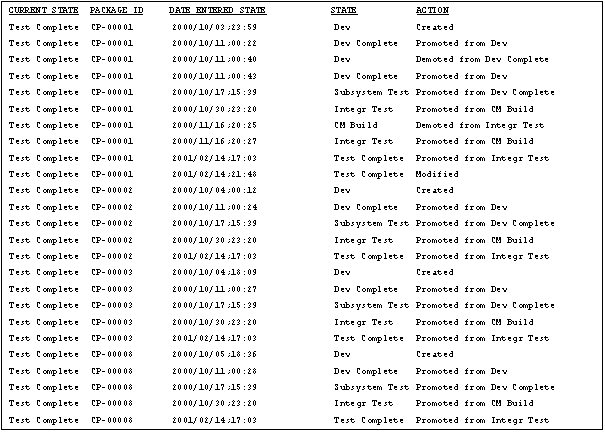 CURRENT STATE PACKAGE ID DATE ENTERED STATE STATE ACTION
Test Complete CP-00001 2000/10/03;23:59 Dev Created
Test Complete CP-00001 2000/10/11;00:22 Dev Complete Promoted from Dev
Test Complete CP-00001 2000/10/11;00:40 Dev Demoted from Dev Complete
Test Complete CP-00001 2000/10/11;00:43 Dev Complete Promoted from Dev
Test Complete CP-00001 2000/10/17;15:39 Subsystem Test Promoted from Dev Complete
Test Complete CP-00001 2000/10/30;23:20 Integr Test Promoted from CM Build
Test Complete CP-00001 2000/11/16;20:25 CM Build Demoted from Integr Test
Test Complete CP-00001 2000/11/16;20:27 Integr Test Promoted from CM Build
Test Complete CP-00001 2001/02/14;17:03 Test Complete Promoted from Integr Test
Test Complete CP-00001 2001/02/14;21:48 Test Complete Modified
Test Complete CP-00002 2000/10/04;00:12 Dev Created
Test Complete CP-00002 2000/10/11;00:24 Dev Complete Promoted from Dev
Test Complete CP-00002 2000/10/17;15:39 Subsystem Test Promoted from Dev Complete
Test Complete CP-00002 2000/10/30;23:20 Integr Test Promoted from CM Build
Test Complete CP-00002 2001/02/14;17:03 Test Complete Promoted from Integr Test
Test Complete CP-00003 2000/10/04;18:09 Dev Created
Test Complete CP-00003 2000/10/11;00:27 Dev Complete Promoted from Dev
Test Complete CP-00003 2000/10/17;15:39 Subsystem Test Promoted from Dev Complete
Test Complete CP-00003 2000/10/30;23:20 Integr Test Promoted from CM Build
Test Complete CP-00003 2001/02/14;17:03 Test Complete Promoted from Integr Test
Test Complete CP-00008 2000/10/05;18:36 Dev Created
Test Complete CP-00008 2000/10/11;00:28 Dev Complete Promoted from Dev
Test Complete CP-00008 2000/10/17;15:39 Subsystem Test Promoted from Dev Complete
Test Complete CP-00008 2000/10/30;23:20 Integr Test Promoted from CM Build
Test Complete CP-00008 2001/02/14;17:03 Test Complete Promoted from Integr Test